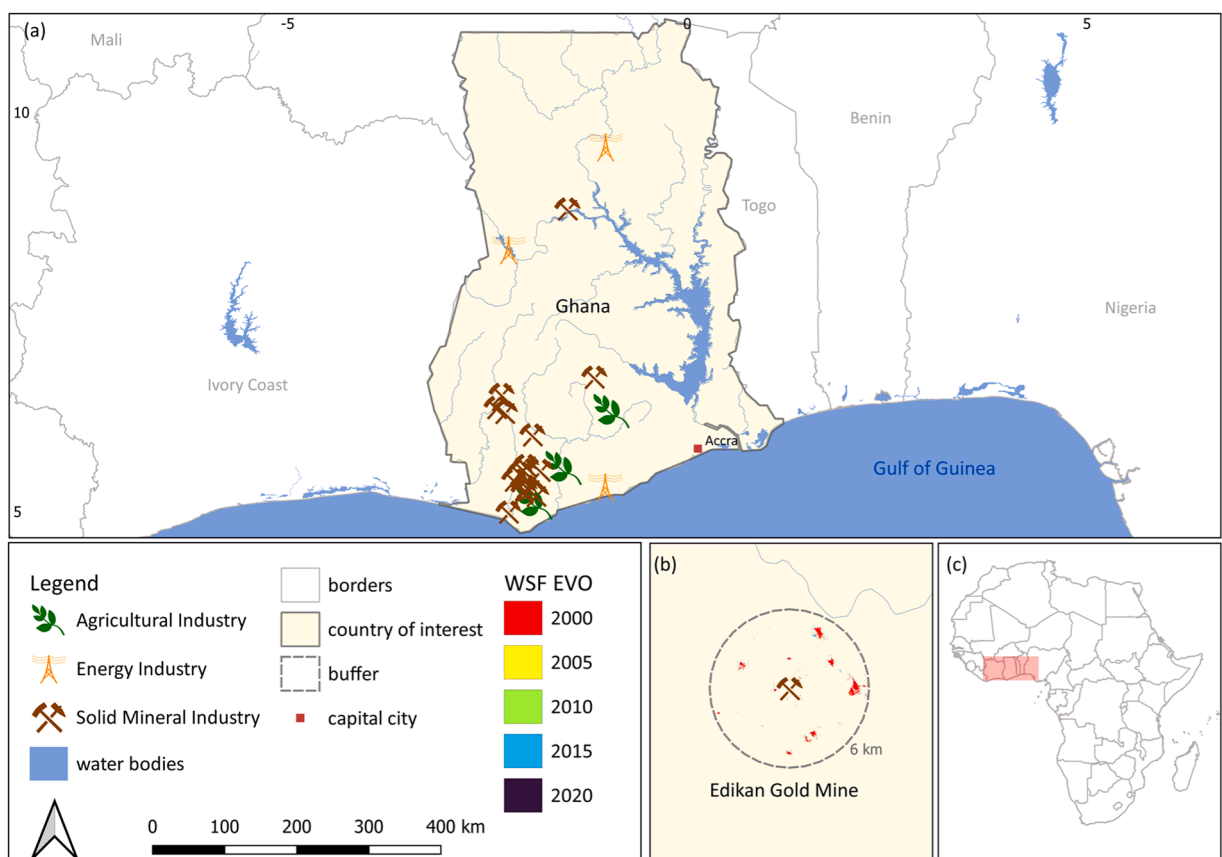 (a)
-5
0
5
Mali
10
Benin
Togo
Ghana
Nigeria
Ivory Coast
Accra
Gulf of Guinea
5
Legend
Agricultural Industry
Energy Industry
Solid Mineral Industry
water bodies
borders
country of interest
buffer
capital city
WSF EVO
2000
2005
2010
2015
2020
0 100 200 300 400 km
(b)
6 km
Edikan Gold Mine
(c)